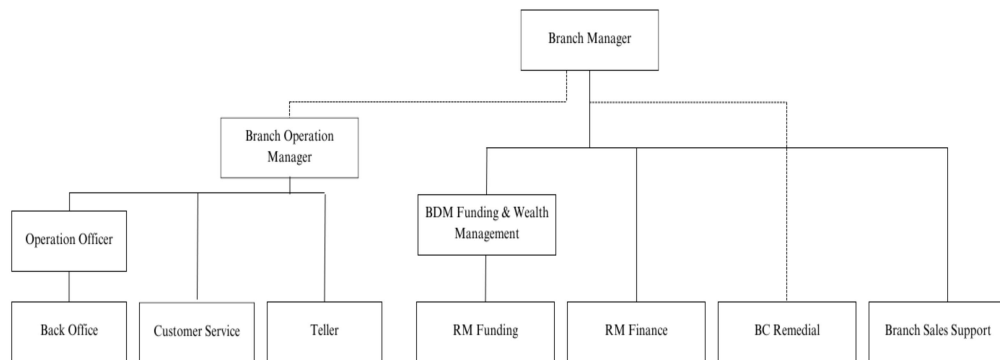 Branch Manager
Branch Operation
Manager
BDM Funding & Wealth
Management
Operation Officer
Back Office
Customer Service
Teller
RM Funding
RM Finance
BC Remedial
Branch Sales Support